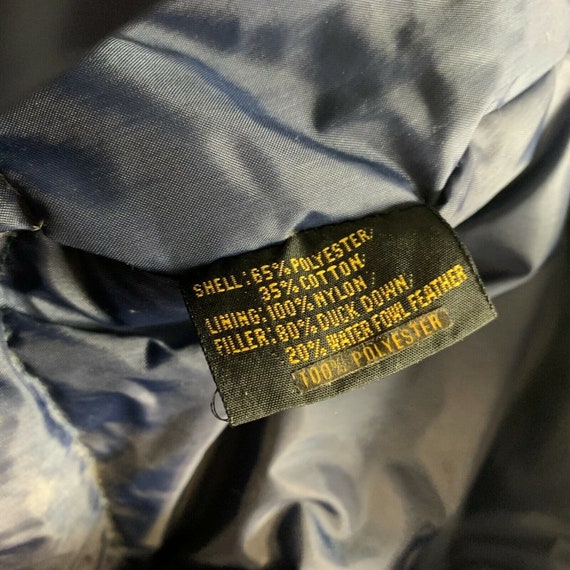 SHELL: 65% POLYESTER/
35% COTTON/
LINING: 100% NYLON/
FILLER: 80% DUCK DOWN/
20% WATER FOWL FEATHER
100% POLYESTER